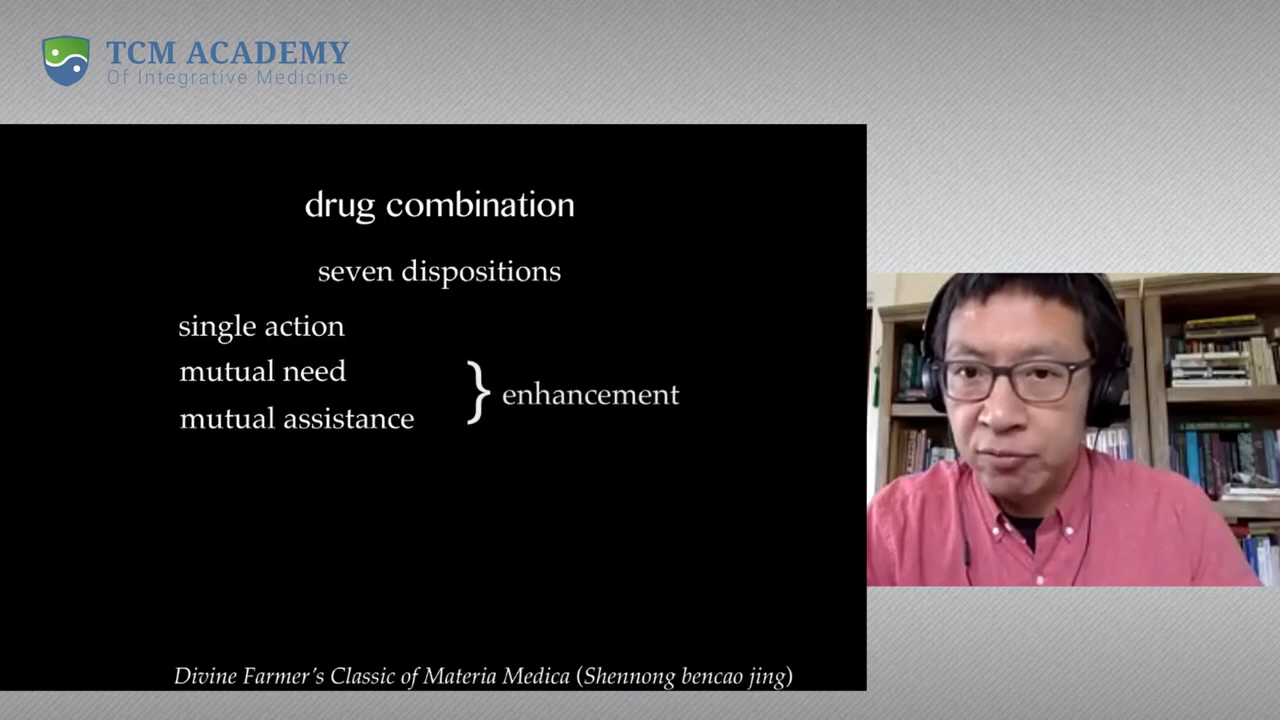 TCM ACADEMY
Of Integrative Medicine
drug combination
seven dispositions
single action
mutual need
mutual assistance
} enhancement
Divine Farmer's Classic of Materia Medica (Shennong bencao jing)